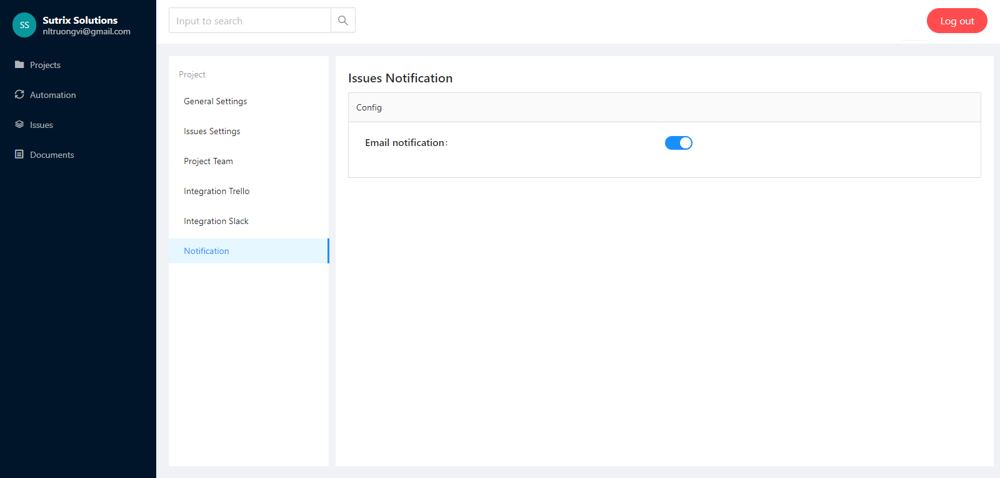 SS
Sutrix Solutions
nltruongvi@gmail.com
Projects
Automation
Issues
Documents
Input to search
Log out
Project
General Settings
Issues Settings
Project Team
Integration Trello
Integration Slack
Notification
Issues Notification
Config
Email notification: